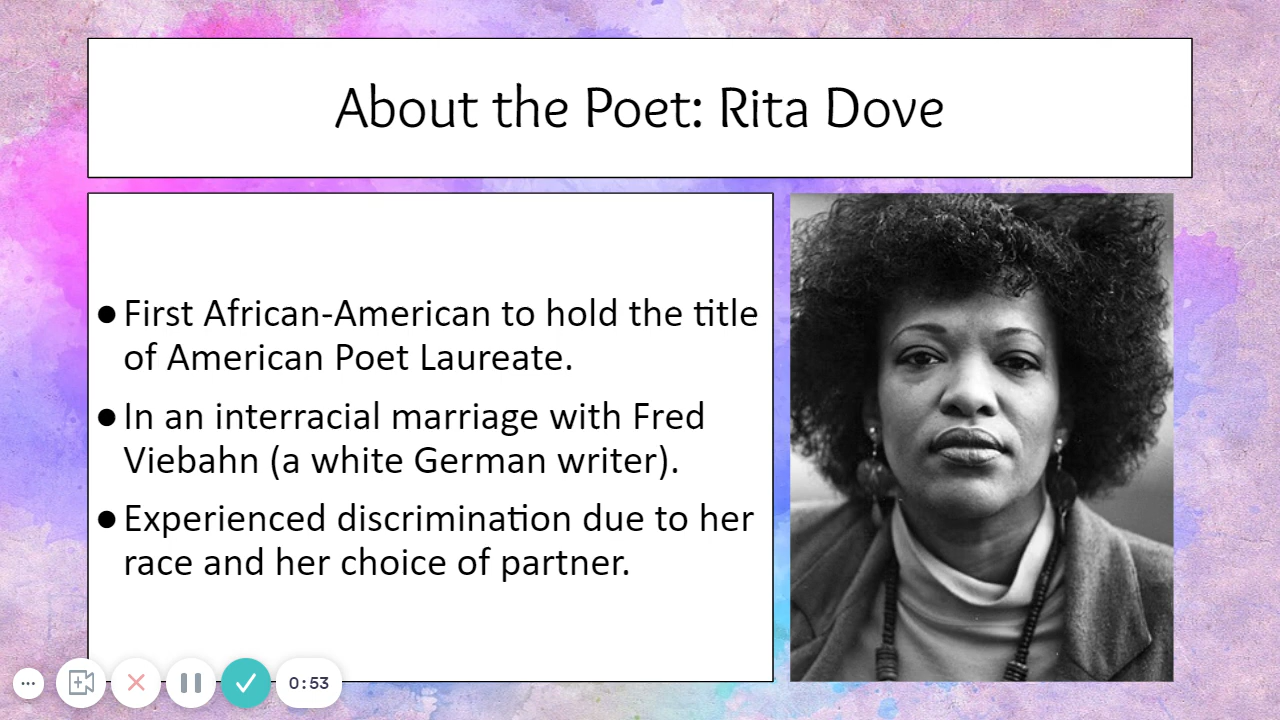 About the Poet: Rita Dove
● First African-American to hold the title
of American Poet Laureate.
● In an interracial marriage with Fred
Viebahn (a white German writer).
● Experienced discrimination due to her
race and her choice of partner.
0:53